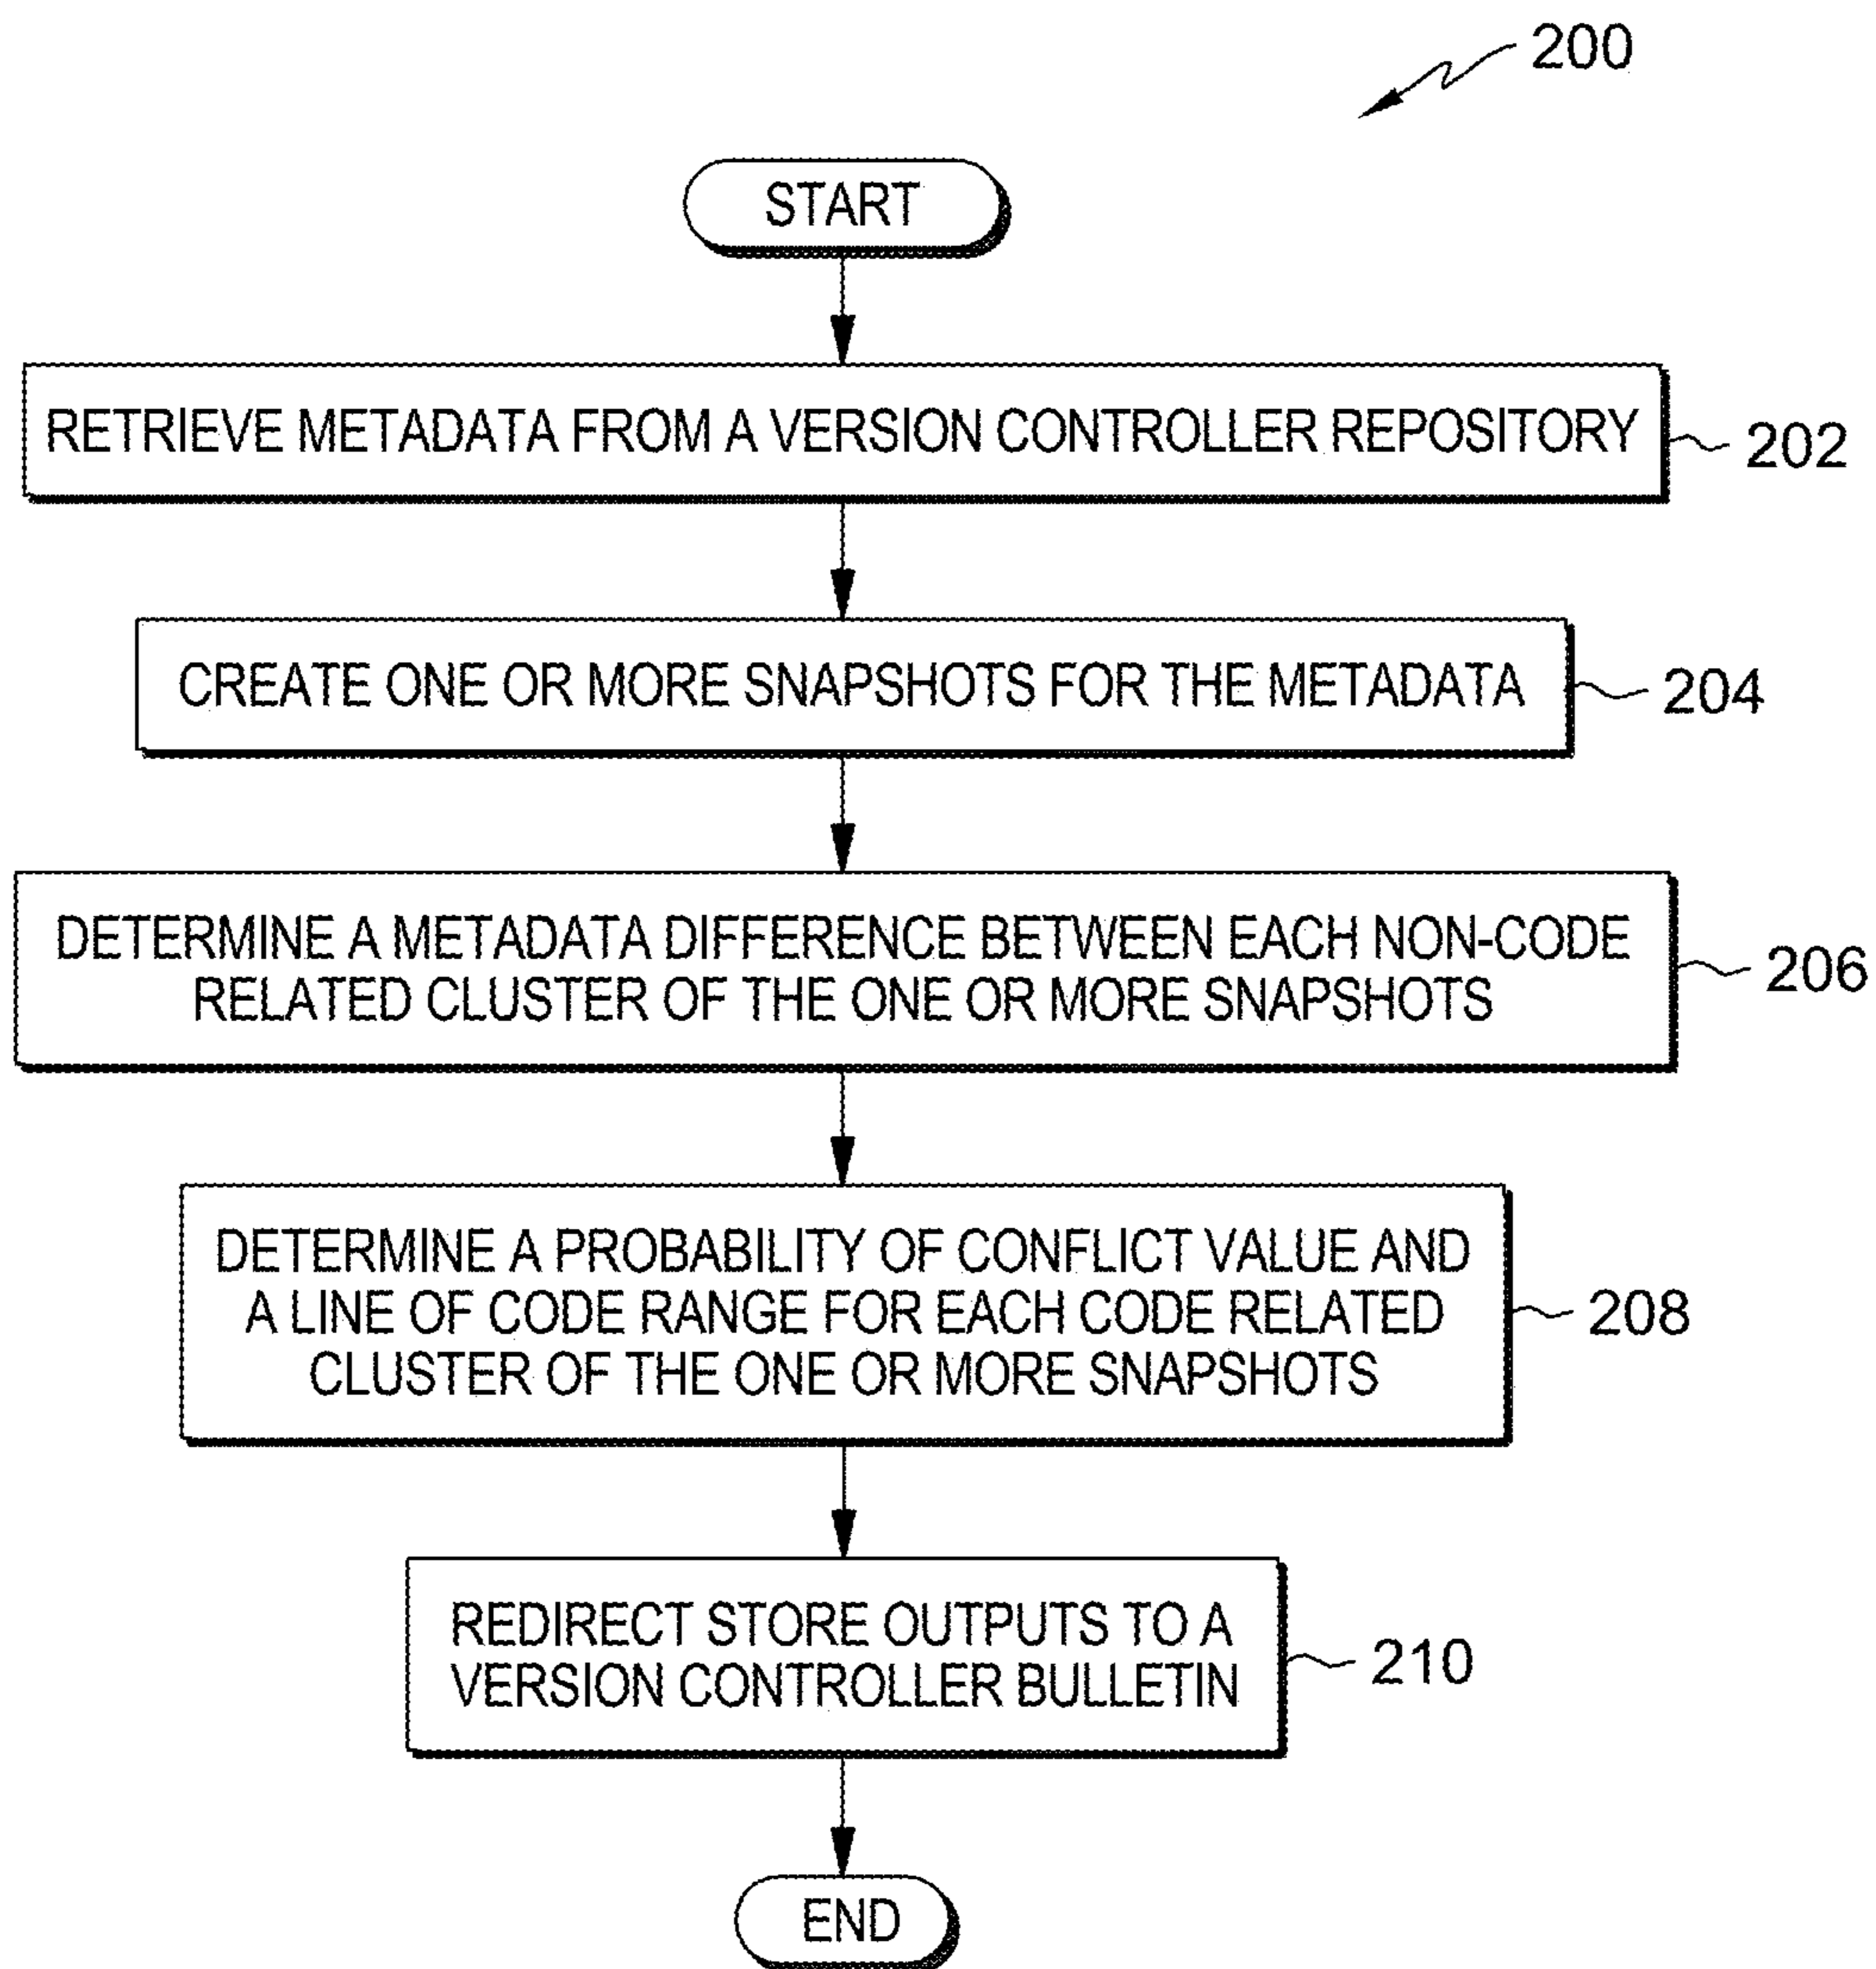 200
START
RETRIEVE METADATA FROM A VERSION CONTROLLER REPOSITORY
202
CREATE ONE OR MORE SNAPSHOTS FOR THE METADATA
204
DETERMINE A METADATA DIFFERENCE BETWEEN EACH NON-CODE
RELATED CLUSTER OF THE ONE OR MORE SNAPSHOTS
206
DETERMINE A PROBABILITY OF CONFLICT VALUE AND
A LINE OF CODE RANGE FOR EACH CODE RELATED
CLUSTER OF THE ONE OR MORE SNAPSHOTS
208
REDIRECT STORE OUTPUTS TO A
VERSION CONTROLLER BULLETIN
210
END